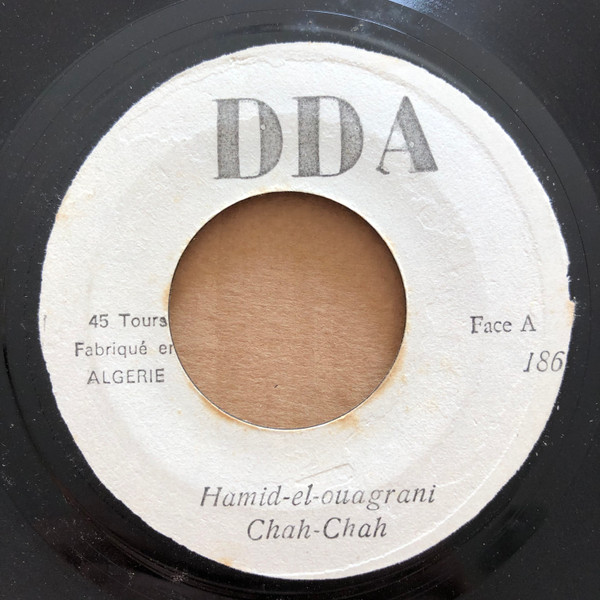 DDA
45 Tours
Fabriqué en
ALGERIE
Face A
186
Hamid-el-ouagrani
Chah-Chah